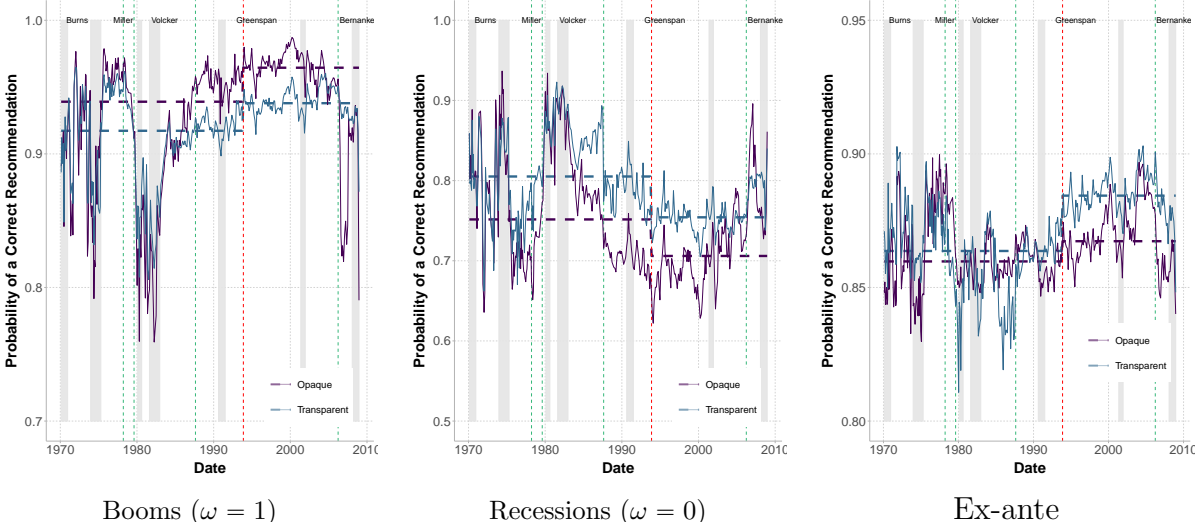 Probability of a Correct Recommendation
1.0
0.9
0.8
0.7
Burns
Miller
Volcker
Greenspan
Bernanke
Opaque
Transparent
1970
1980
1990
2000
2010
Date
Booms (ω = 1)
Probability of a Correct Recommendation
1.0
0.9
0.8
0.7
0.6
0.5
Burns
Miller
Volcker
Greenspan
Bernanke
Opaque
Transparent
1970
1980
1990
2000
Date
Recessions (ω = 0)
Probability of a Correct Recommendation
0.95
0.90
0.85
0.80
Burns
Miller
Volcker
Greenspan
Bernanke
Opaque
Transparent
1970
1980
1990
2000
2010
Date
Ex-ante